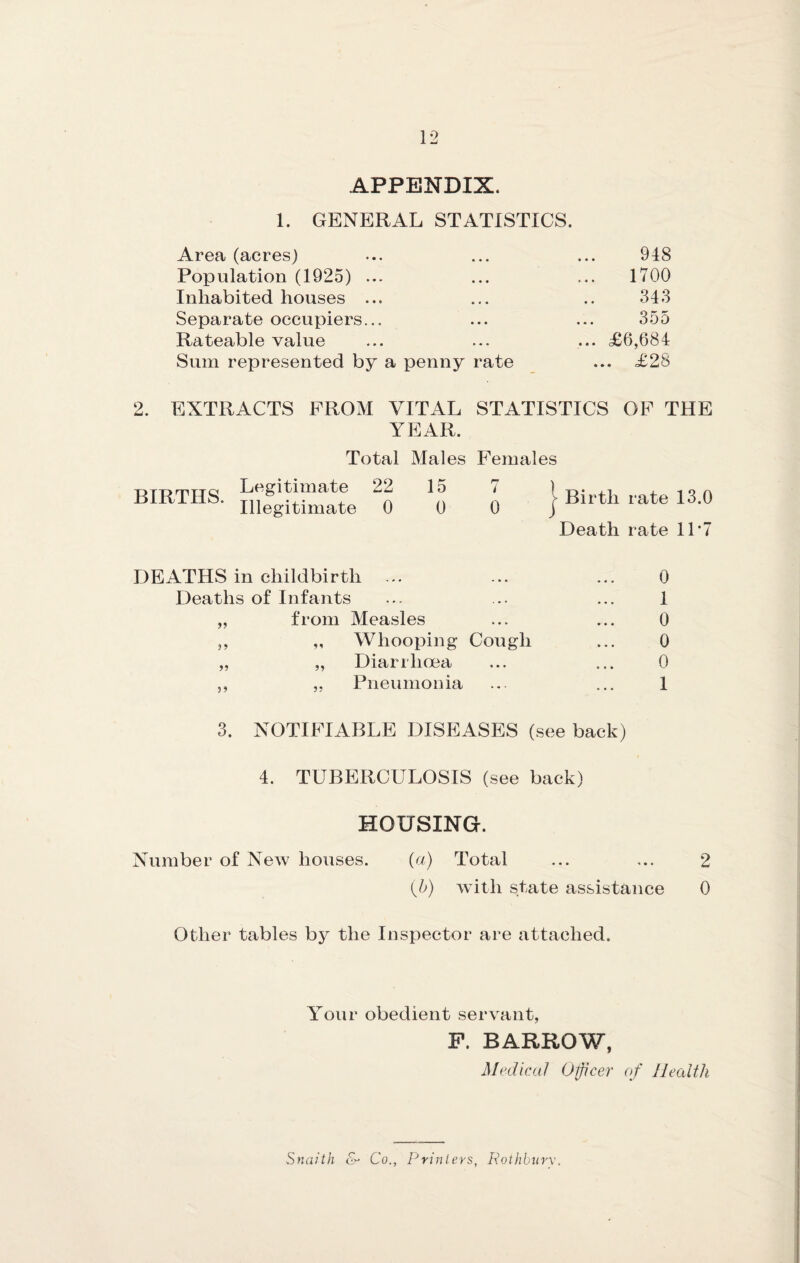 12
APPENDIX.
1. GENERAL STATISTICS.
Area (acres) ... ... ... 948
Population (1925) ... ... ... 1700
Inhabited houses ... ... .. 343
Separate occupiers... ... ... 355
Rateable value ... ... ... £6,684
Sum represented by a penny rate ... £28
2. EXTRACTS FROM VITAL STATISTICS OF THE
YEAR.
Total Males Females
BIRTHS. Legitimate 22 15 7 } Birth rate 13.0
Illegitimate 0 0 0
Death rate 11·7
DEATHS in childbirth ... ... ... 0
Deaths of Infants ... ... ... 1
„ from Measles ... ... 0
„ „ Whooping Cough ... 0
„ „ Diarrhœa ... ... 0
„ „ Pneumonia ... ... 1
3. NOTIFIABLE DISEASES (see back)
4. TUBERCULOSIS (see back)
HOUSING.
Number of New houses. (a) Total ... ... 2
(b) with state assistance 0
Other tables by the Inspector are attached.
Your obedient servant,
F. BARROW,
Medical Officer of Health
Snaith & Co., Printers, Rothbury.